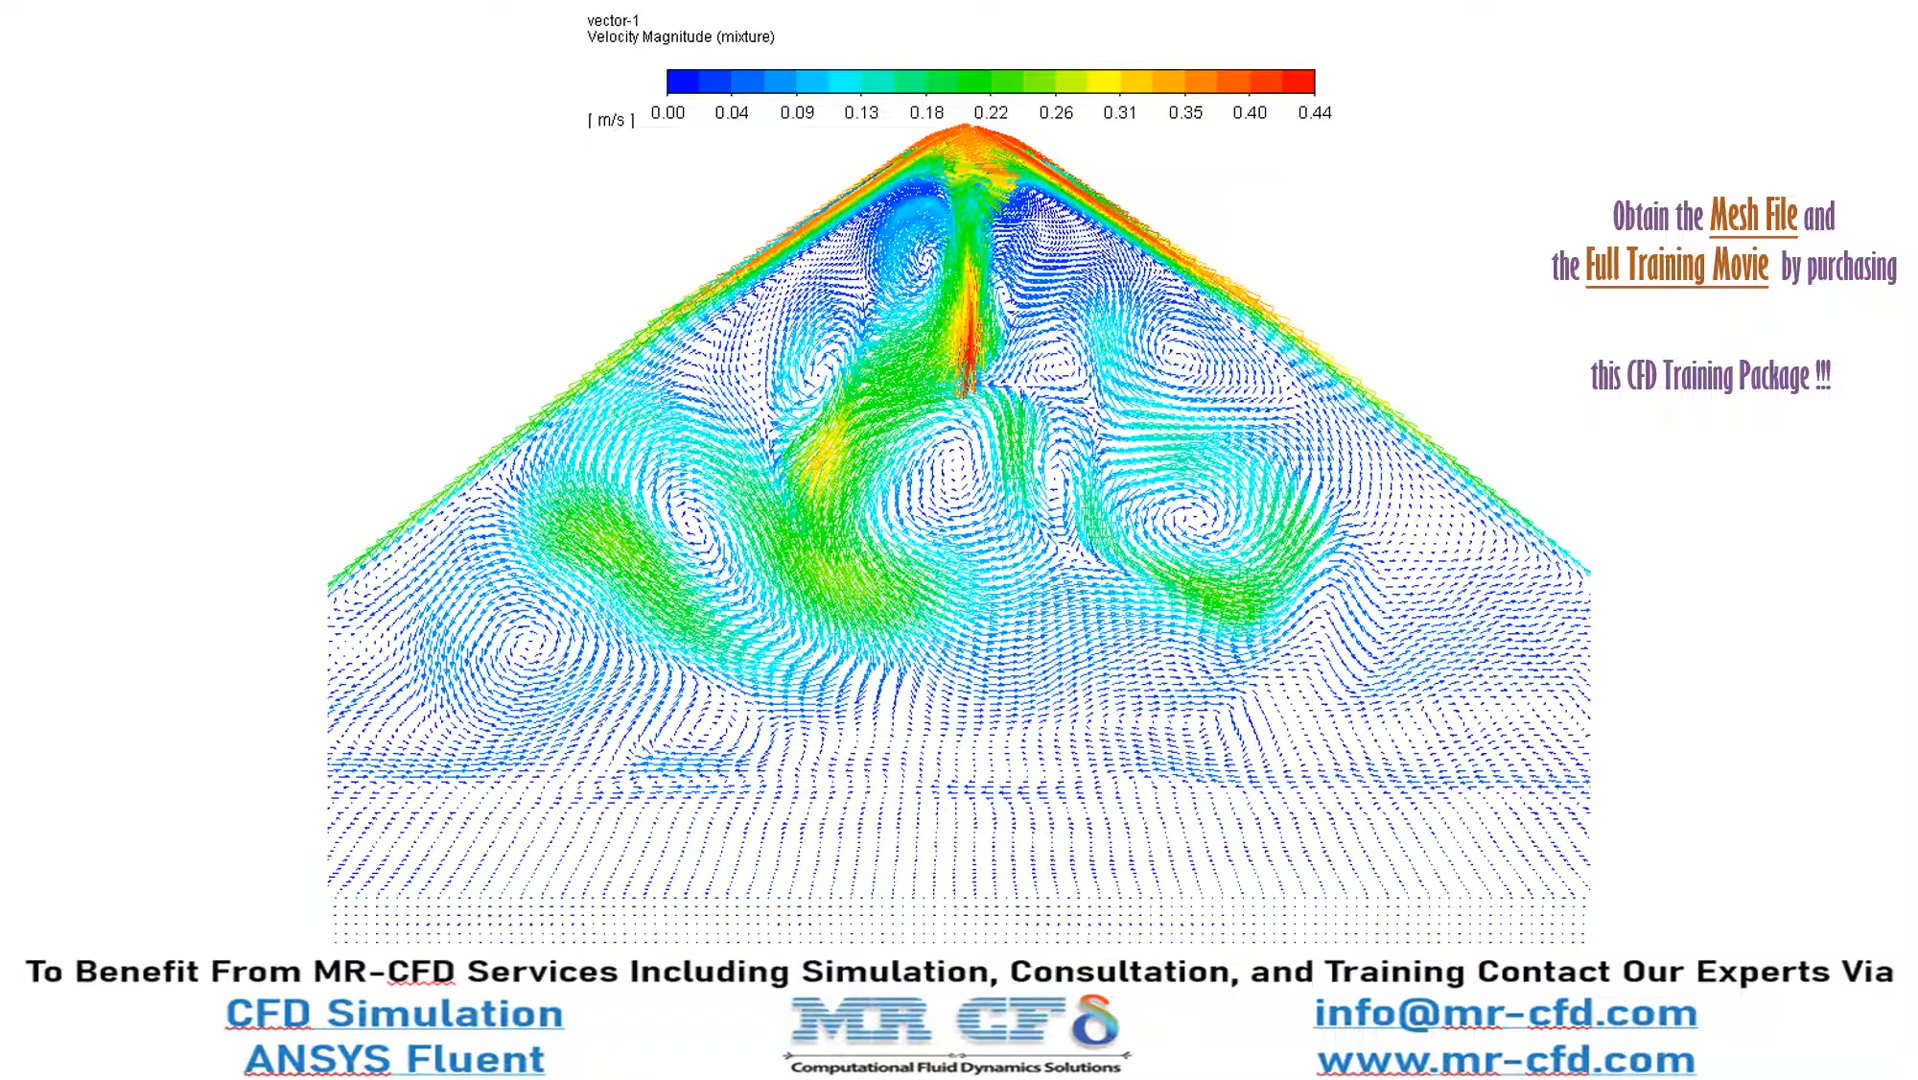 vector-1
Velocity Magnitude (mixture)
[ m/s ]
0.00 0.04 0.09 0.13 0.18 0.22 0.26 0.31 0.35 0.40 0.44
Obtain the Mesh File and
the Full Training Movie by purchasing
this CFD Training Package !!!
To Benefit From MR-CFD Services Including Simulation, Consultation, and Training Contact Our Experts Via
CFD Simulation
ANSYS Fluent
MR CF
Computational Fluid Dynamics Solutions
info@mr-cfd.com
www.mr-cfd.com